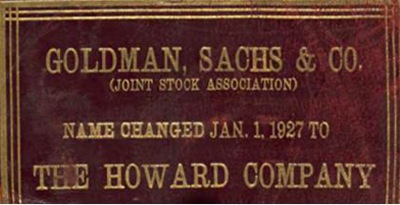 GOLDMAN, SACHS & CO.
(JOINT STOCK ASSOCIATION)
NAME CHANGED JAN. 1, 1927 TO
THE HOWARD COMPANY